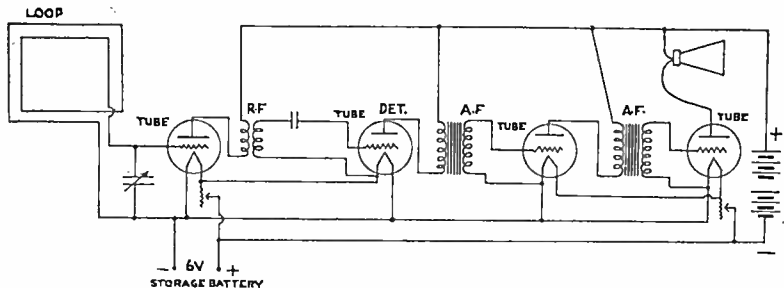 LOOP
TUBE
R.F
TUBE
DET.
A.F
TUBE
A.F.
TUBE
+
-
- 6V +
STORAGE BATTERY